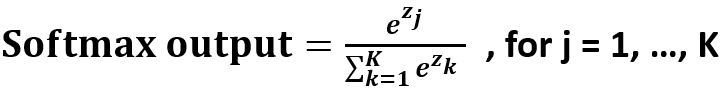 Softmax output = e^{z_j} / ∑_{k=1}^{K} e^{z_k} , for j = 1, ..., K